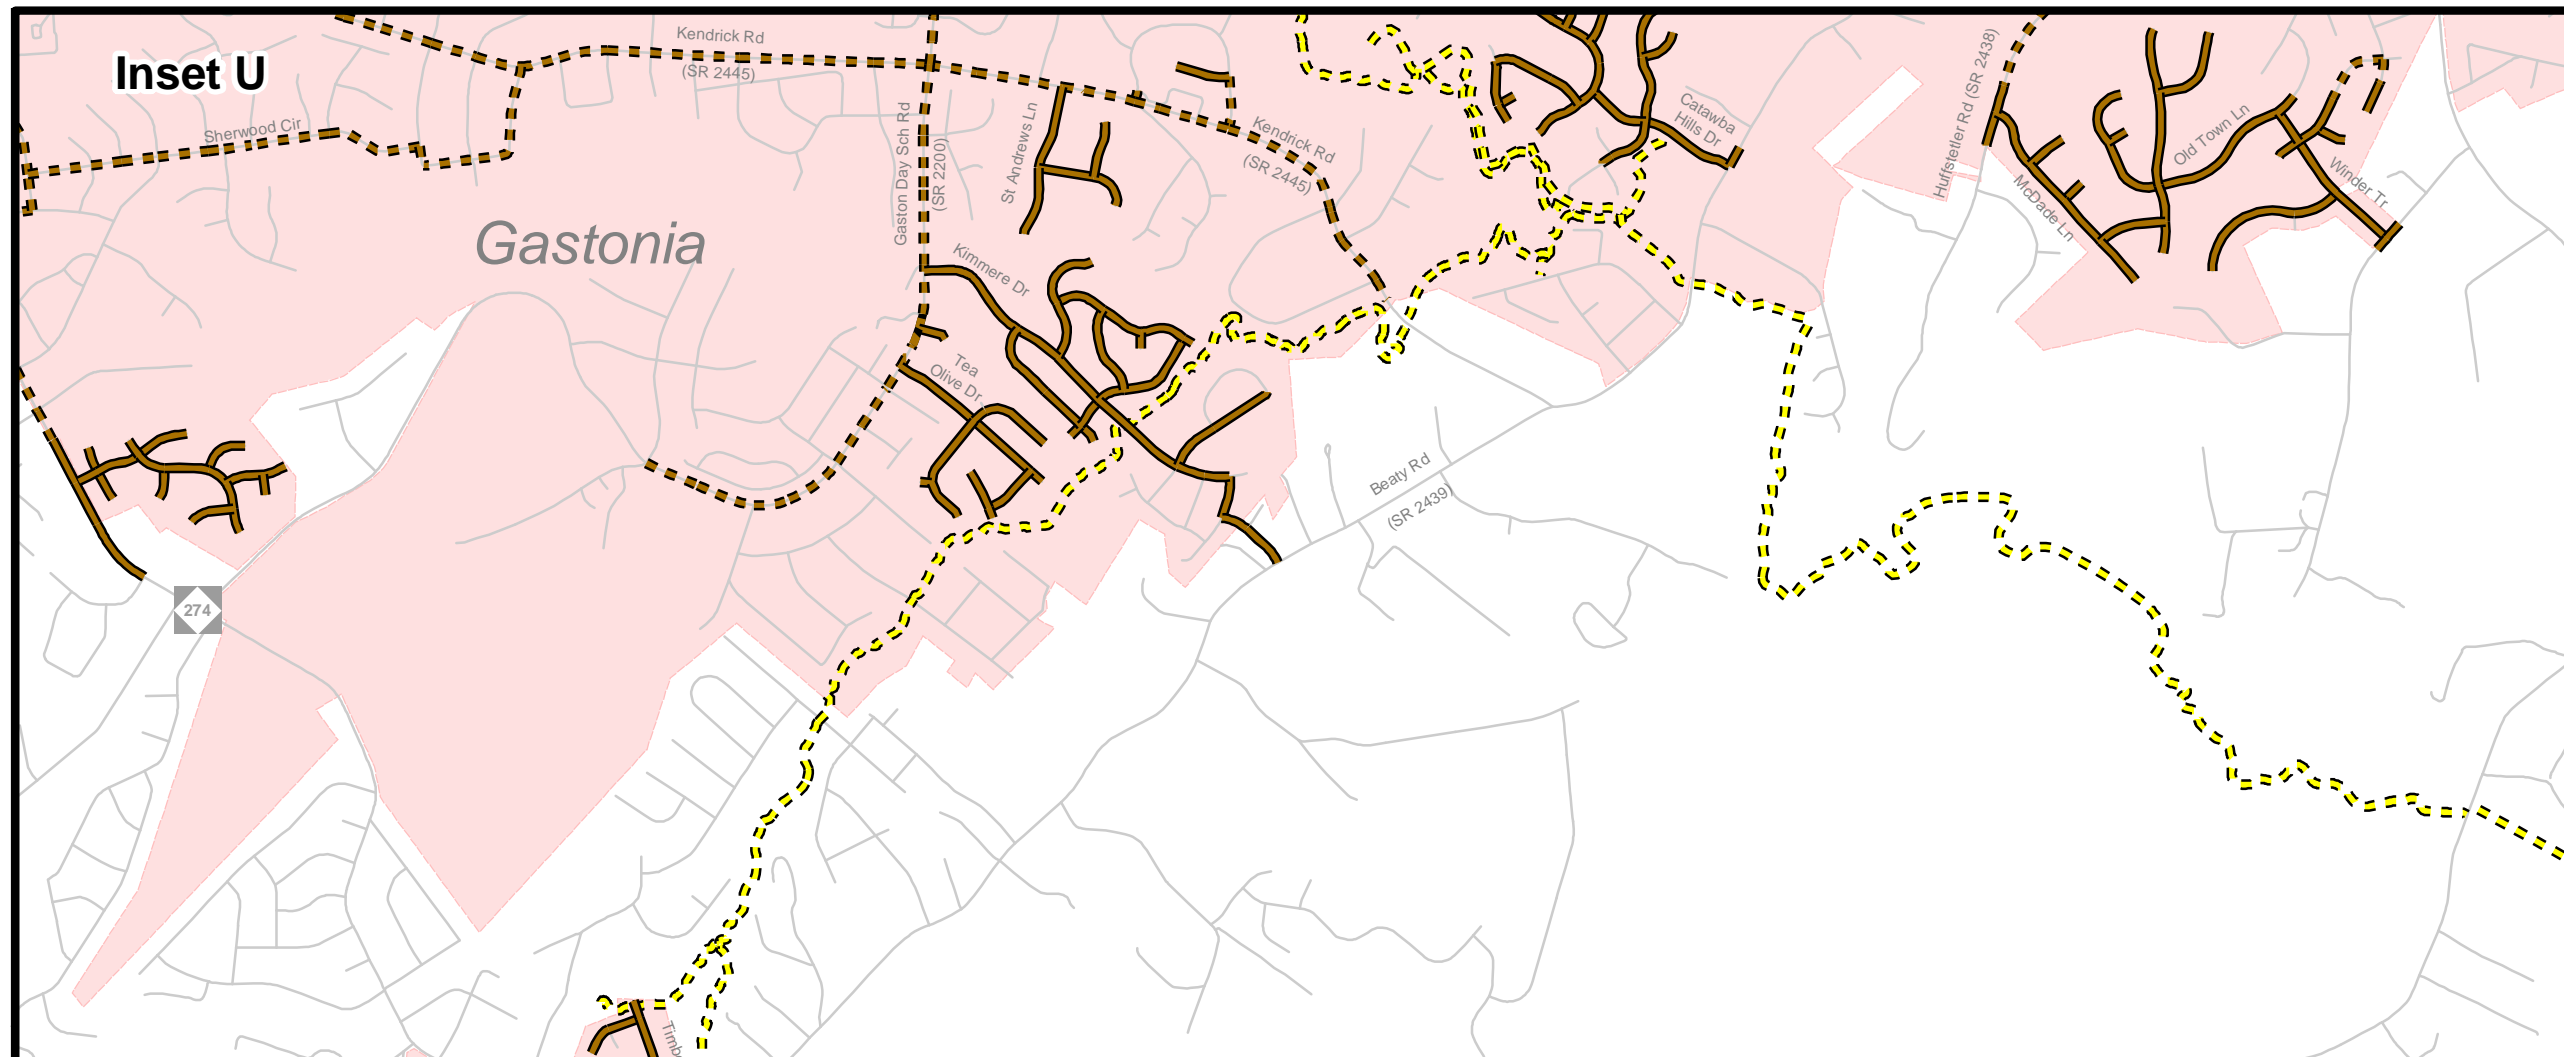 Inset U
Kendrick Rd
(SR 2445)
Sherwood Cir
Gaston Day Sch Rd
(SR 2200)
St Andrews Ln
Kendrick Rd
(SR 2445)
Catawba
Hills Dr
Huffstetler Rd (SR 2438)
McDade Ln
Old Town Ln
Winder Tr
Gastonia
Kimmere Dr
Tea
Olive Dr
Beaty Rd
(SR 2439)
274